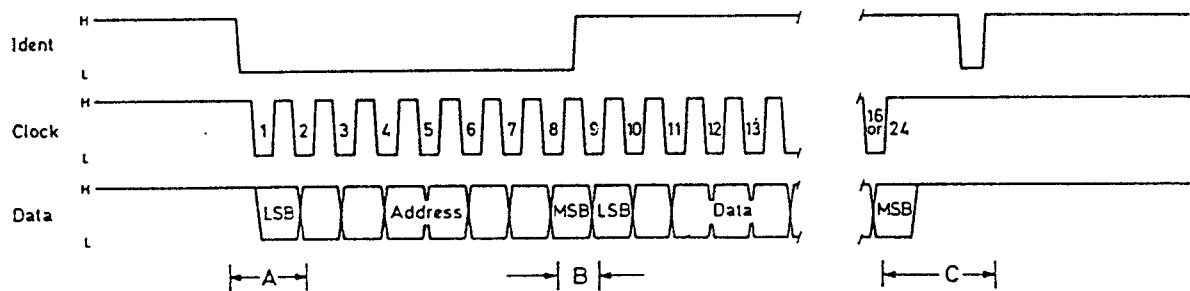 H
Ident
L
H
Clock
L
1 2 3 4 5 6 7 8 9 10 11 12 13 16 or 24
H
Data
L
LSB Address MSB LSB Data MSB
A B C